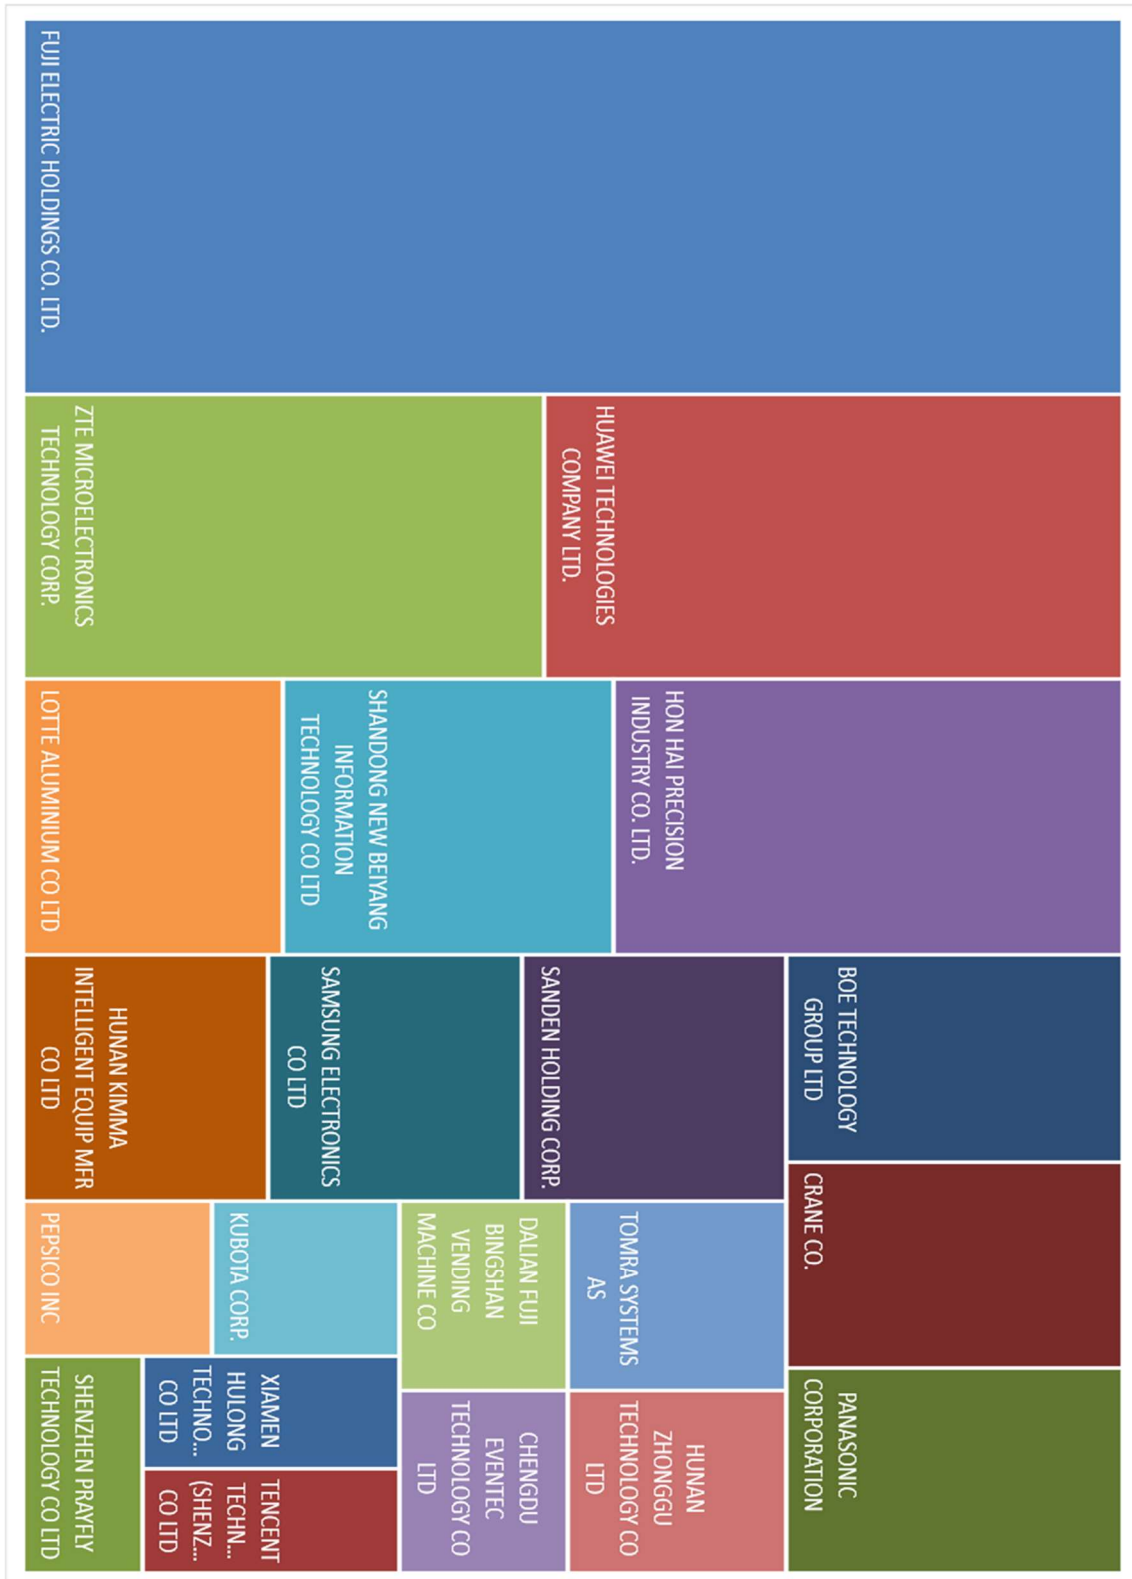 FUJI ELECTRIC HOLDINGS CO. LTD.
HUAWEI TECHNOLOGIES
COMPANY LTD.
ZTE MICROELECTRONICS
TECHNOLOGY CORP.
HON HAI PRECISION
INDUSTRY CO. LTD.
SHANDONG NEW BEIYANG
INFORMATION
TECHNOLOGY CO LTD
LOTTE ALUMINIUM CO LTD
BOE TECHNOLOGY
GROUP LTD
CRANE CO.
PANASONIC
CORPORATION
SANDEN HOLDING CORP.
SAMSUNG ELECTRONICS
CO LTD
HUNAN KIMMA
INTELLIGENT EQUIP MFR
CO LTD
TOMRA SYSTEMS
AS
HUNAN
ZHONGGU
TECHNOLOGY CO
LTD
DALIAN FUJI
BINGSHAN
VENDING
MACHINE CO
CHENGDU
EVENTEC
TECHNOLOGY CO
LTD
KUBOTA CORP.
PEPSICO INC
XIAMEN
HULONG
TECHNO...
CO LTD
TENCENT
TECHN...
(SHENZ...
CO LTD
SHENZHEN PRAYFLY
TECHNOLOGY CO LTD